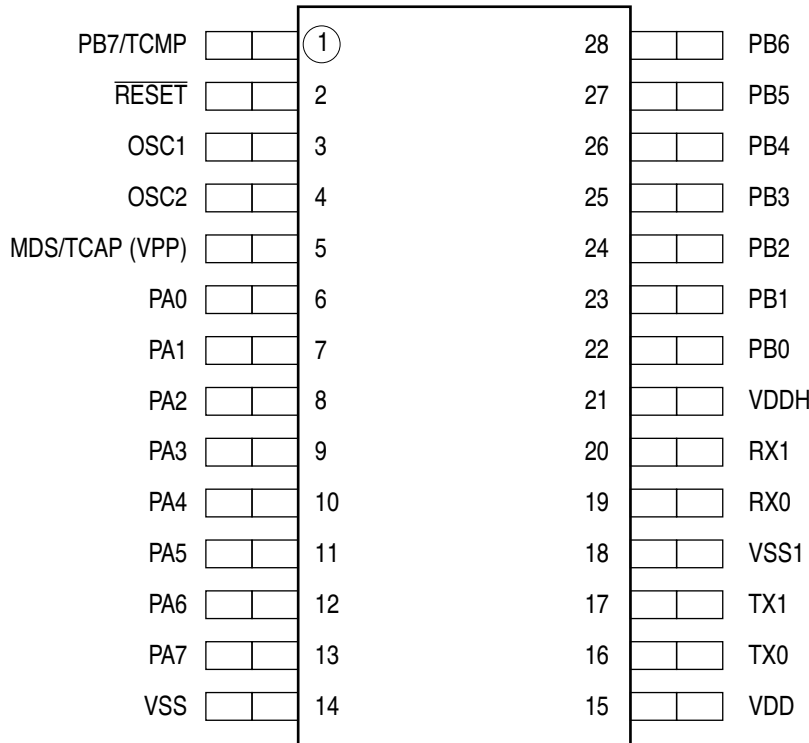 PB7/TCMP 1 28 PB6
RESET 2 27 PB5
OSC1 3 26 PB4
OSC2 4 25 PB3
MDS/TCAP (VPP) 5 24 PB2
PA0 6 23 PB1
PA1 7 22 PB0
PA2 8 21 VDDH
PA3 9 20 RX1
PA4 10 19 RX0
PA5 11 18 VSS1
PA6 12 17 TX1
PA7 13 16 TX0
VSS 14 15 VDD